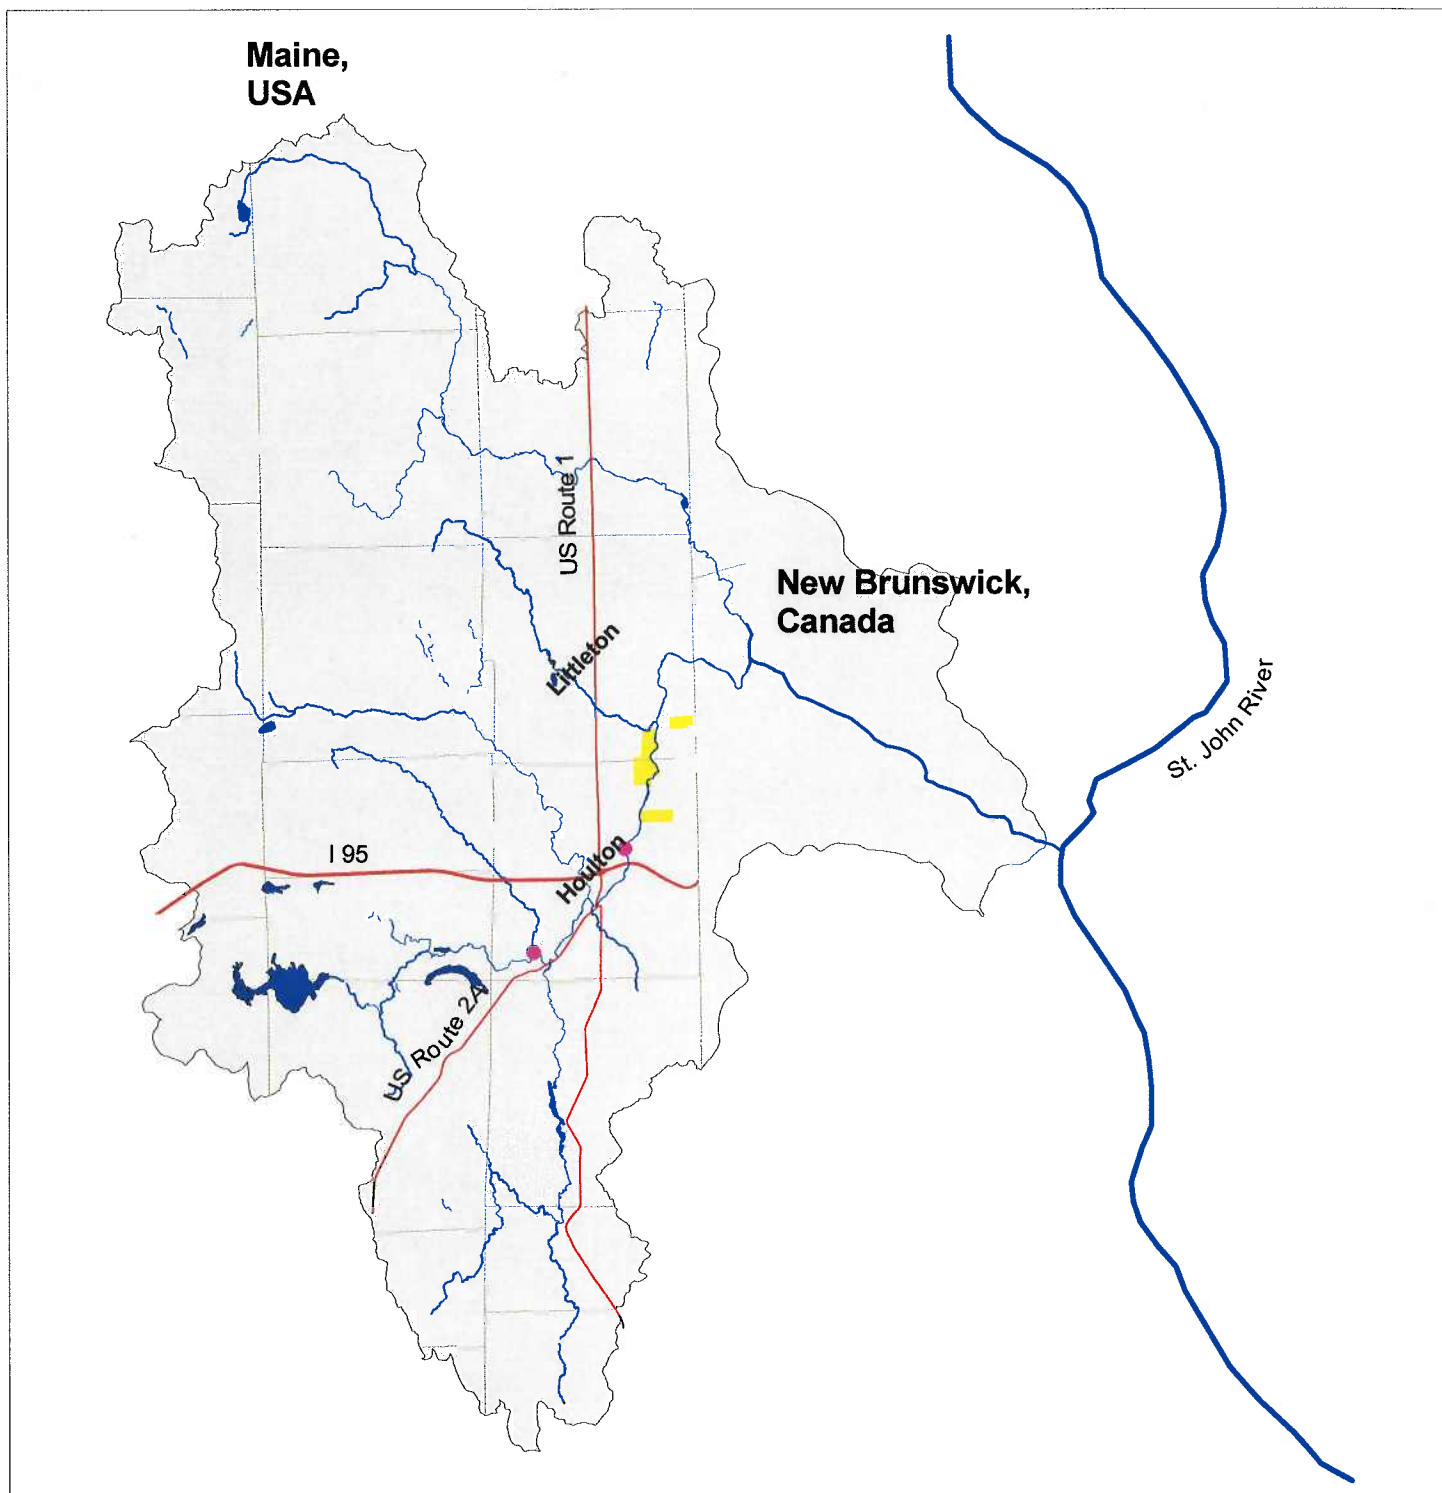 Maine,
USA
US Route 1
New Brunswick,
Canada
Littleton
St. John River
I 95
Houlton
US Route 2A